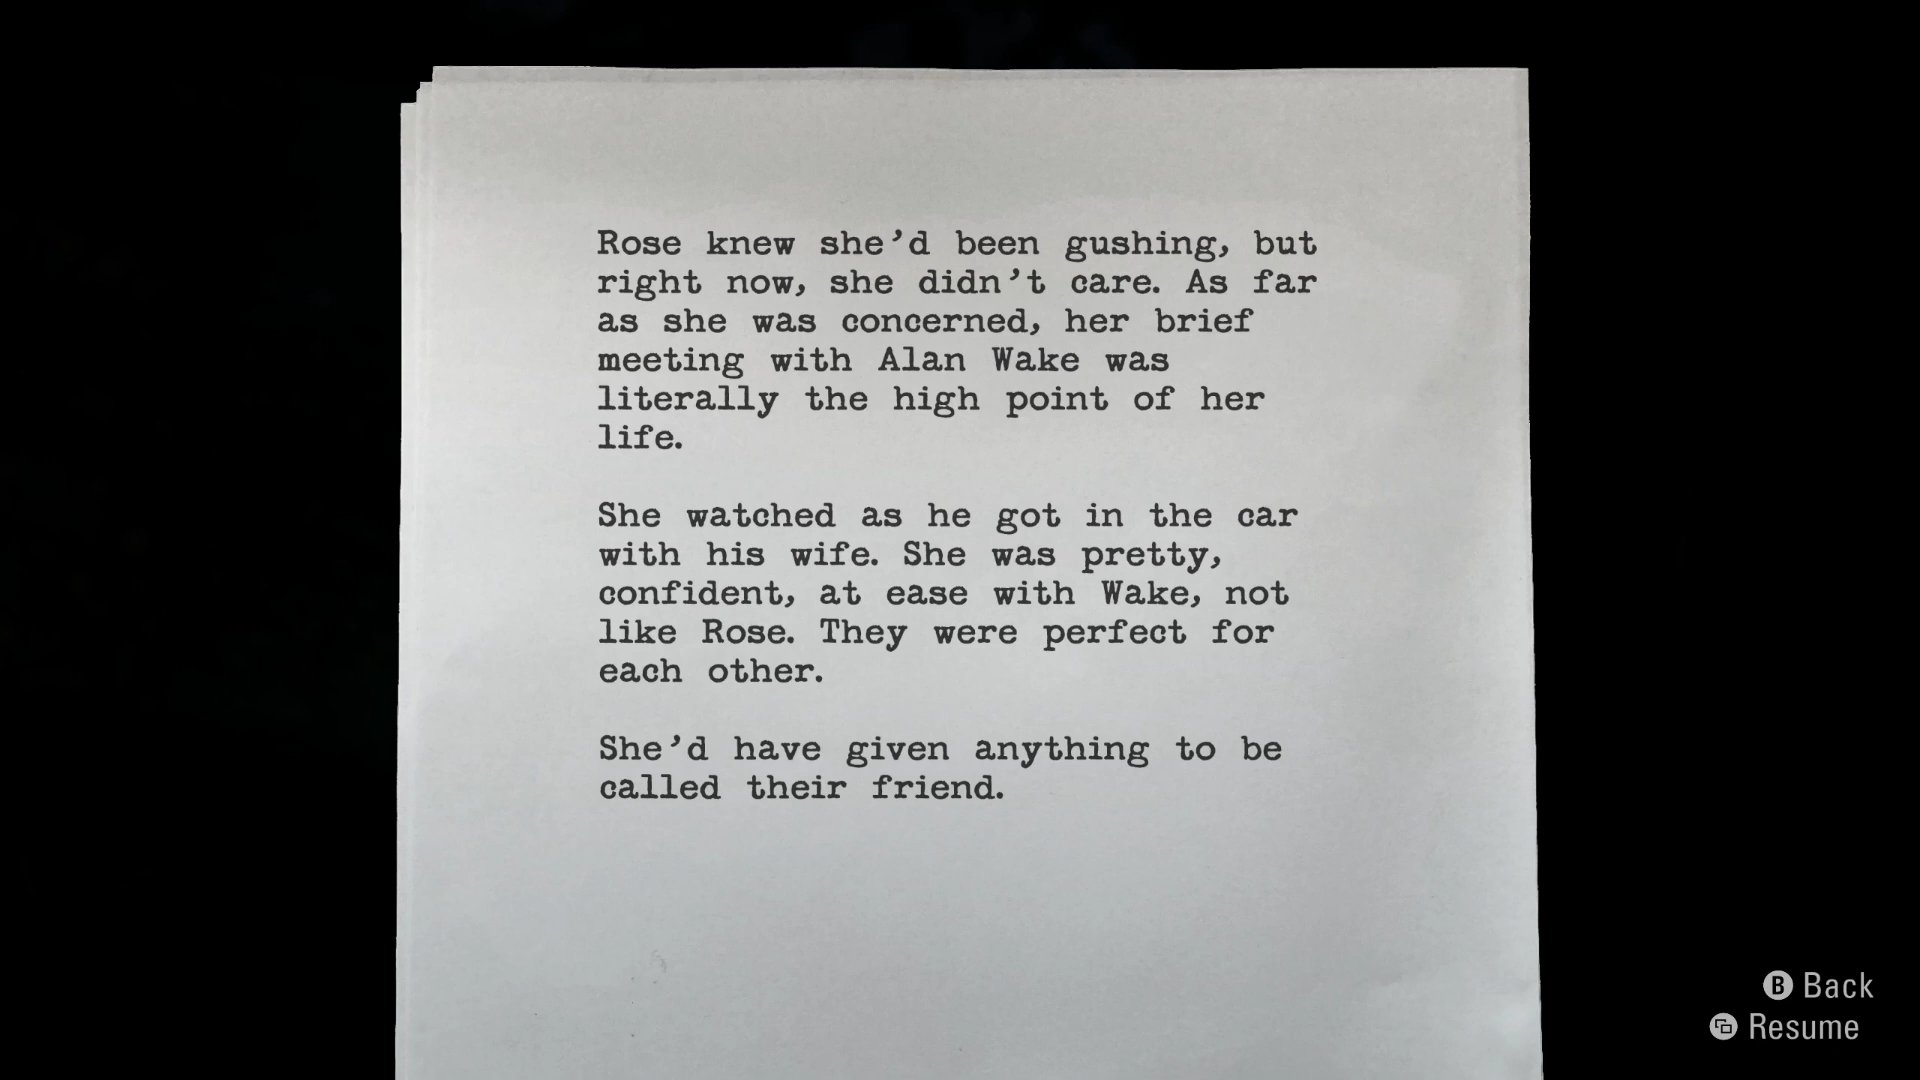 Rose knew she’d been gushing, but
right now, she didn’t care. As far
as she was concerned, her brief
meeting with Alan Wake was
literally the high point of her
life.
She watched as he got in the car
with his wife. She was pretty,
confident, at ease with Wake, not
like Rose. They were perfect for
each other.
She’d have given anything to be
called their friend.
B Back
Resume